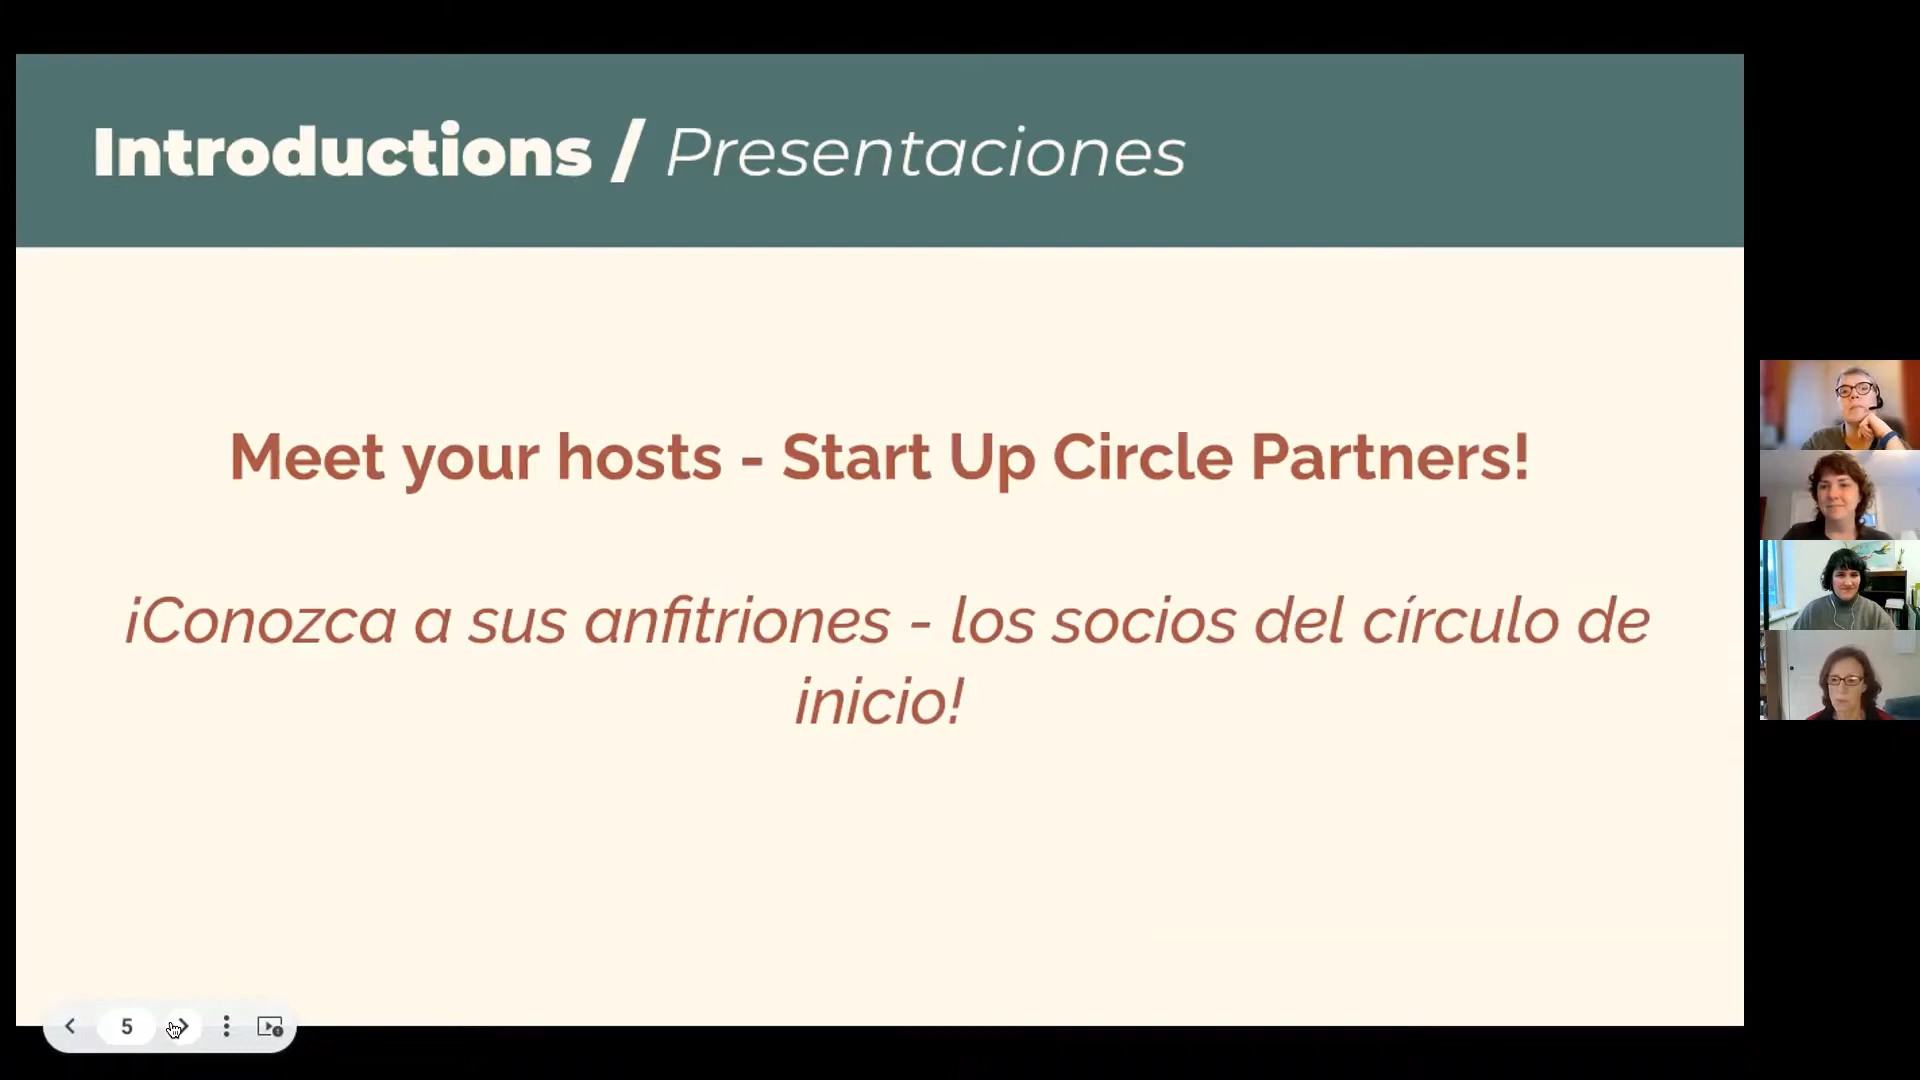 Introductions / Presentaciones
Meet your hosts - Start Up Circle Partners!
¡Conozca a sus anfitriones - los socios del círculo de
inicio!
5